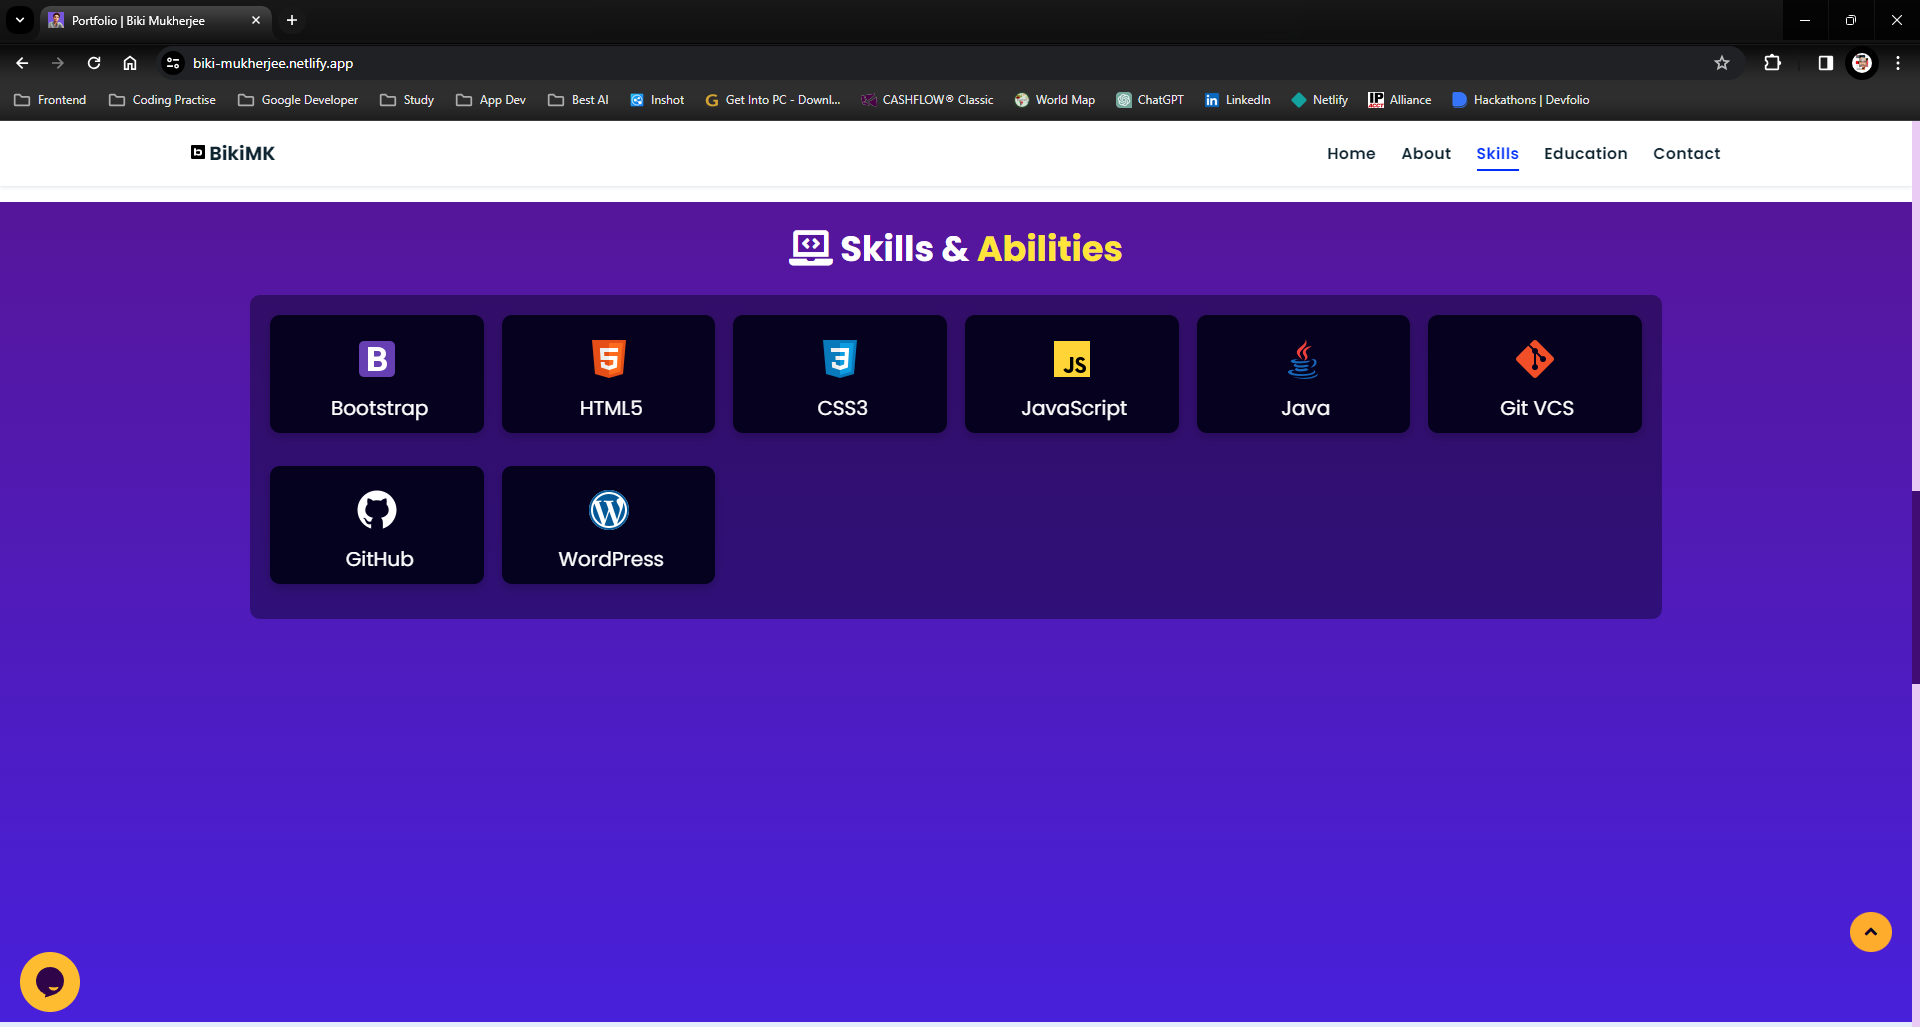 Portfolio | Biki Mukherjee
biki-mukherjee.netlify.app
Frontend Coding Practise Google Developer Study App Dev Best AI Inshot Get Into PC - Downl... CASHFLOW® Classic World Map ChatGPT LinkedIn Netlify Alliance Hackathons | Devfolio
BikiMK Home About Skills Education Contact
Skills & Abilities
Bootstrap HTML5 CSS3 JavaScript Java Git VCS
GitHub WordPress